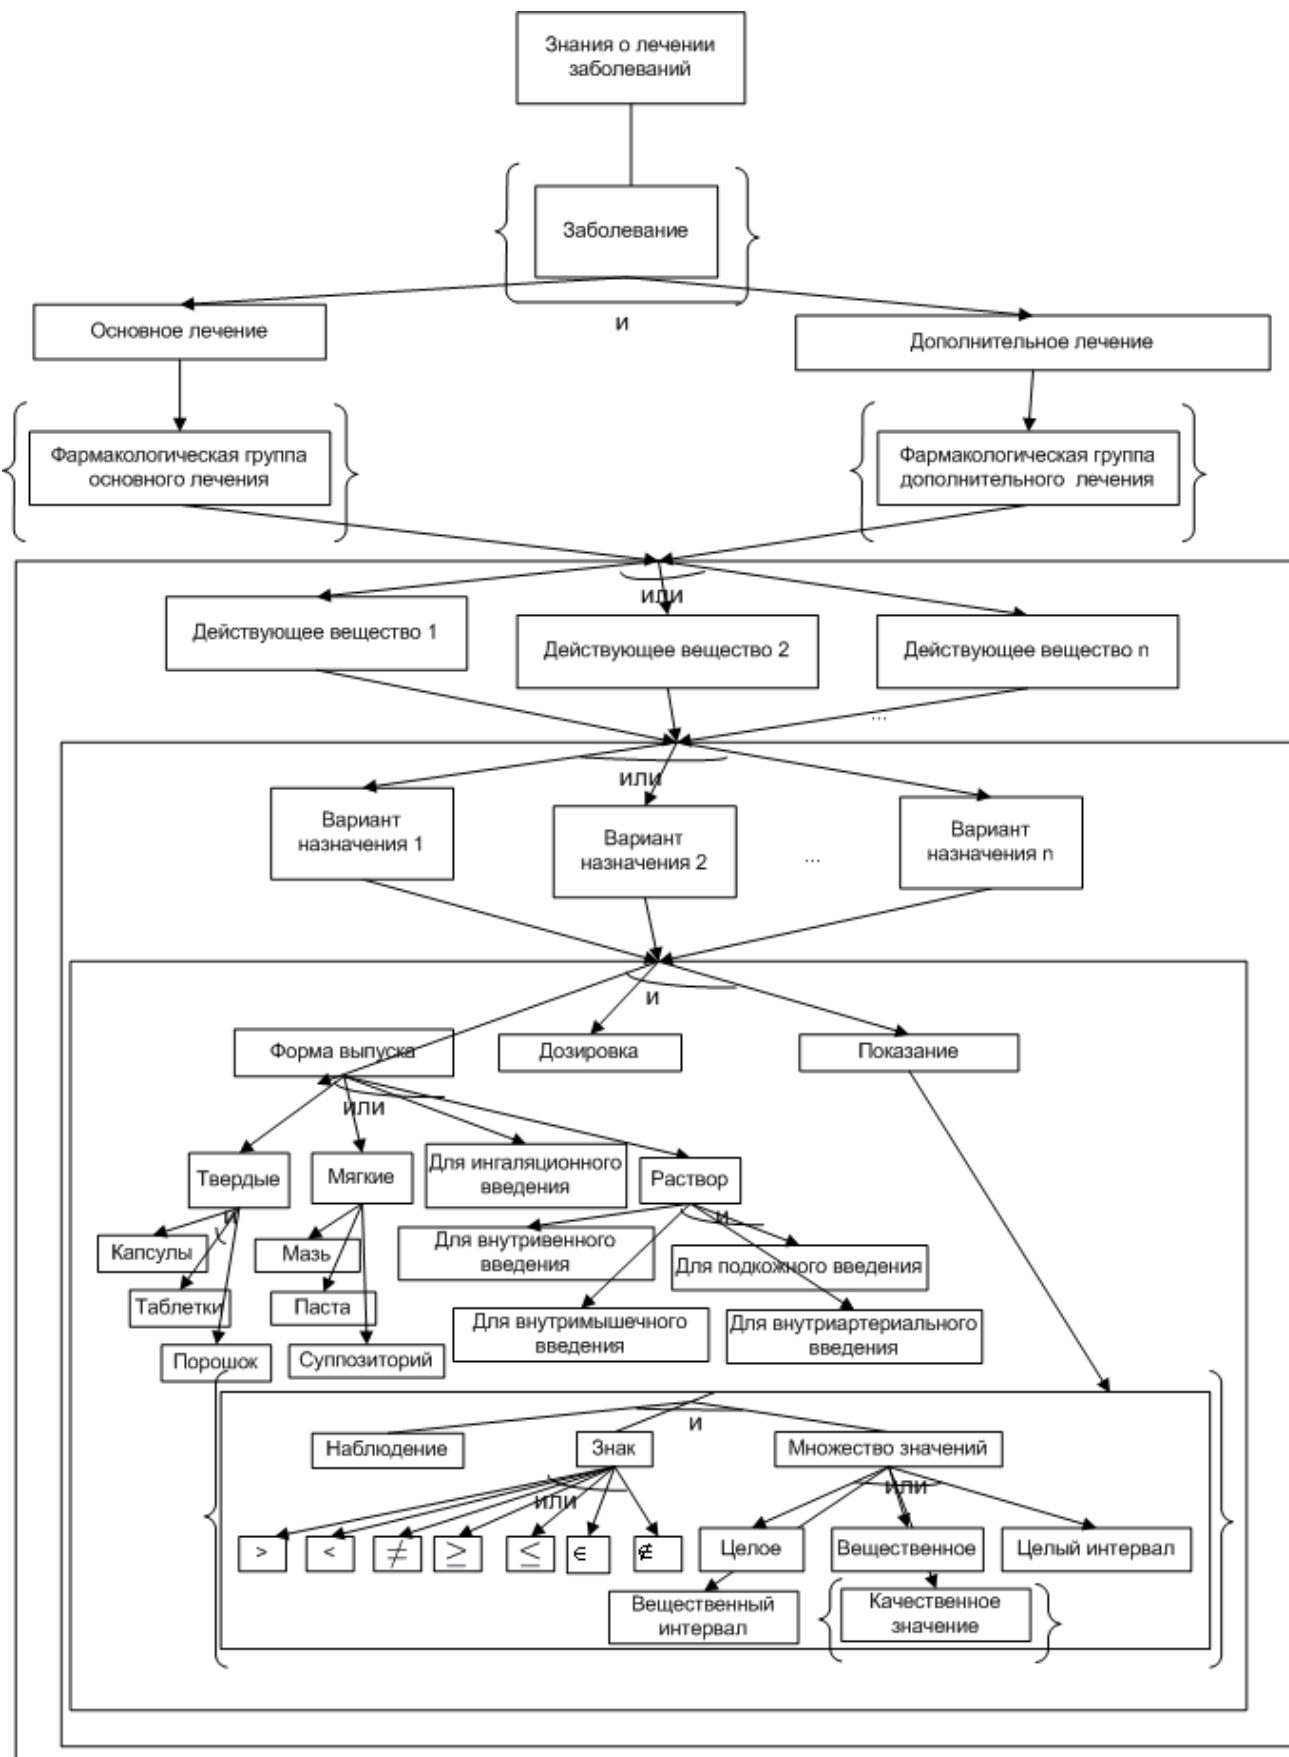 Знания о лечении
заболеваний
Заболевание
и
Основное лечение
Дополнительное лечение
Фармакологическая группа
основного лечения
Фармакологическая группа
дополнительного лечения
или
Действующее вещество 1
Действующее вещество 2
Действующее вещество n
...
или
Вариант
назначения 1
Вариант
назначения 2
...
Вариант
назначения n
и
Форма выпуска
Дозировка
Показание
или
Твердые
Мягкие
Для ингаляционного
введения
Раствор
и
и
Капсулы
Мазь
Для внутривенного
введения
Для подкожного введения
Таблетки
Паста
Для внутримышечного
введения
Для внутриартериального
введения
Порошок
Суппозиторий
и
Наблюдение
Знак
Множество значений
или
или
>
<
≠
≥
≤
∈
∉
Целое
Вещественное
Целый интервал
Вещественный
интервал
Качественное
значение